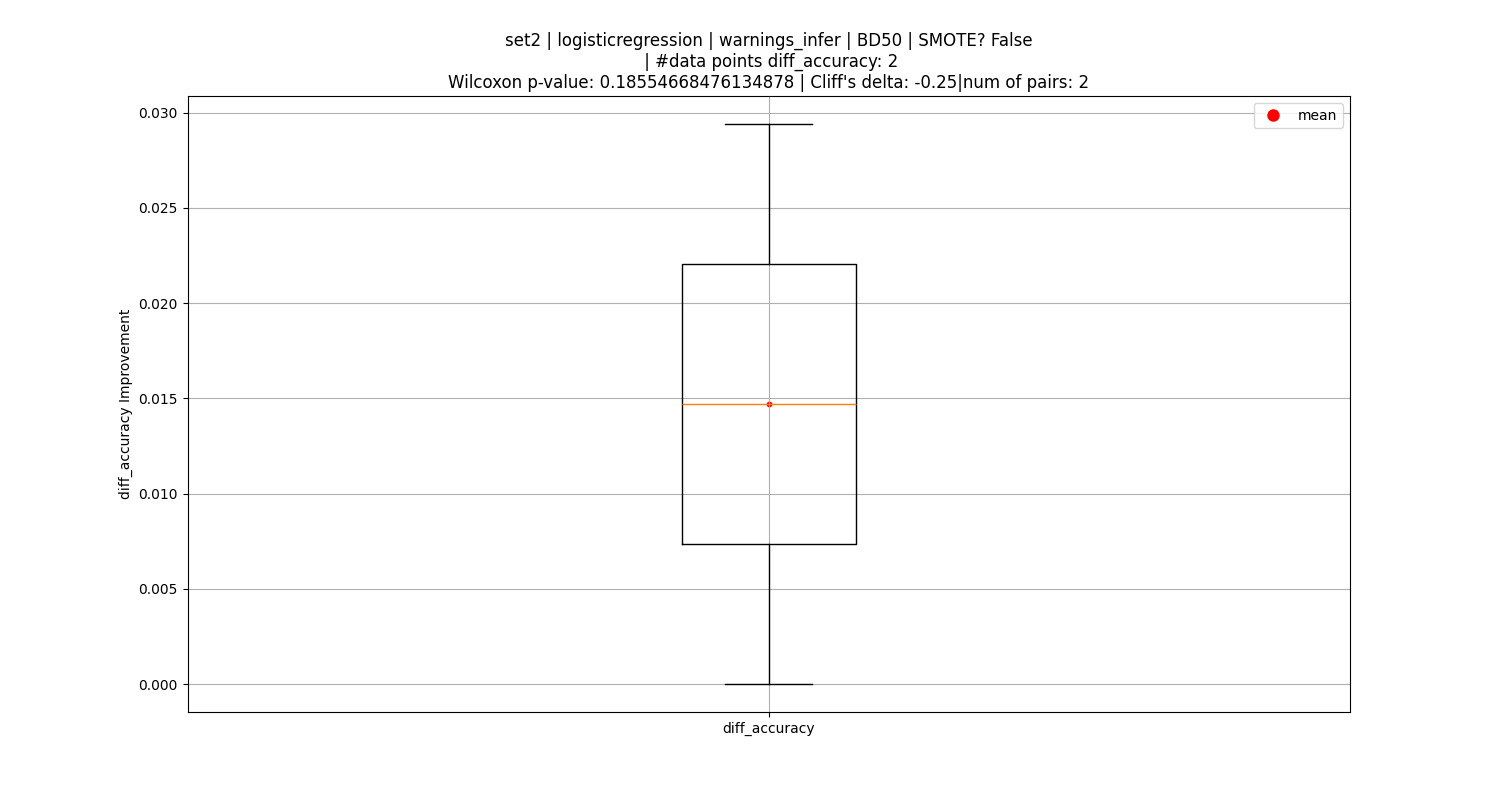 set2 | logisticregression | warnings_infer | BD50 | SMOTE? False
| #data points diff_accuracy: 2
Wilcoxon p-value: 0.18554668476134878 | Cliff's delta: -0.25|num of pairs: 2
mean
0.030
0.025
0.020
0.015
0.010
0.005
0.000
diff_accuracy Improvement
diff_accuracy